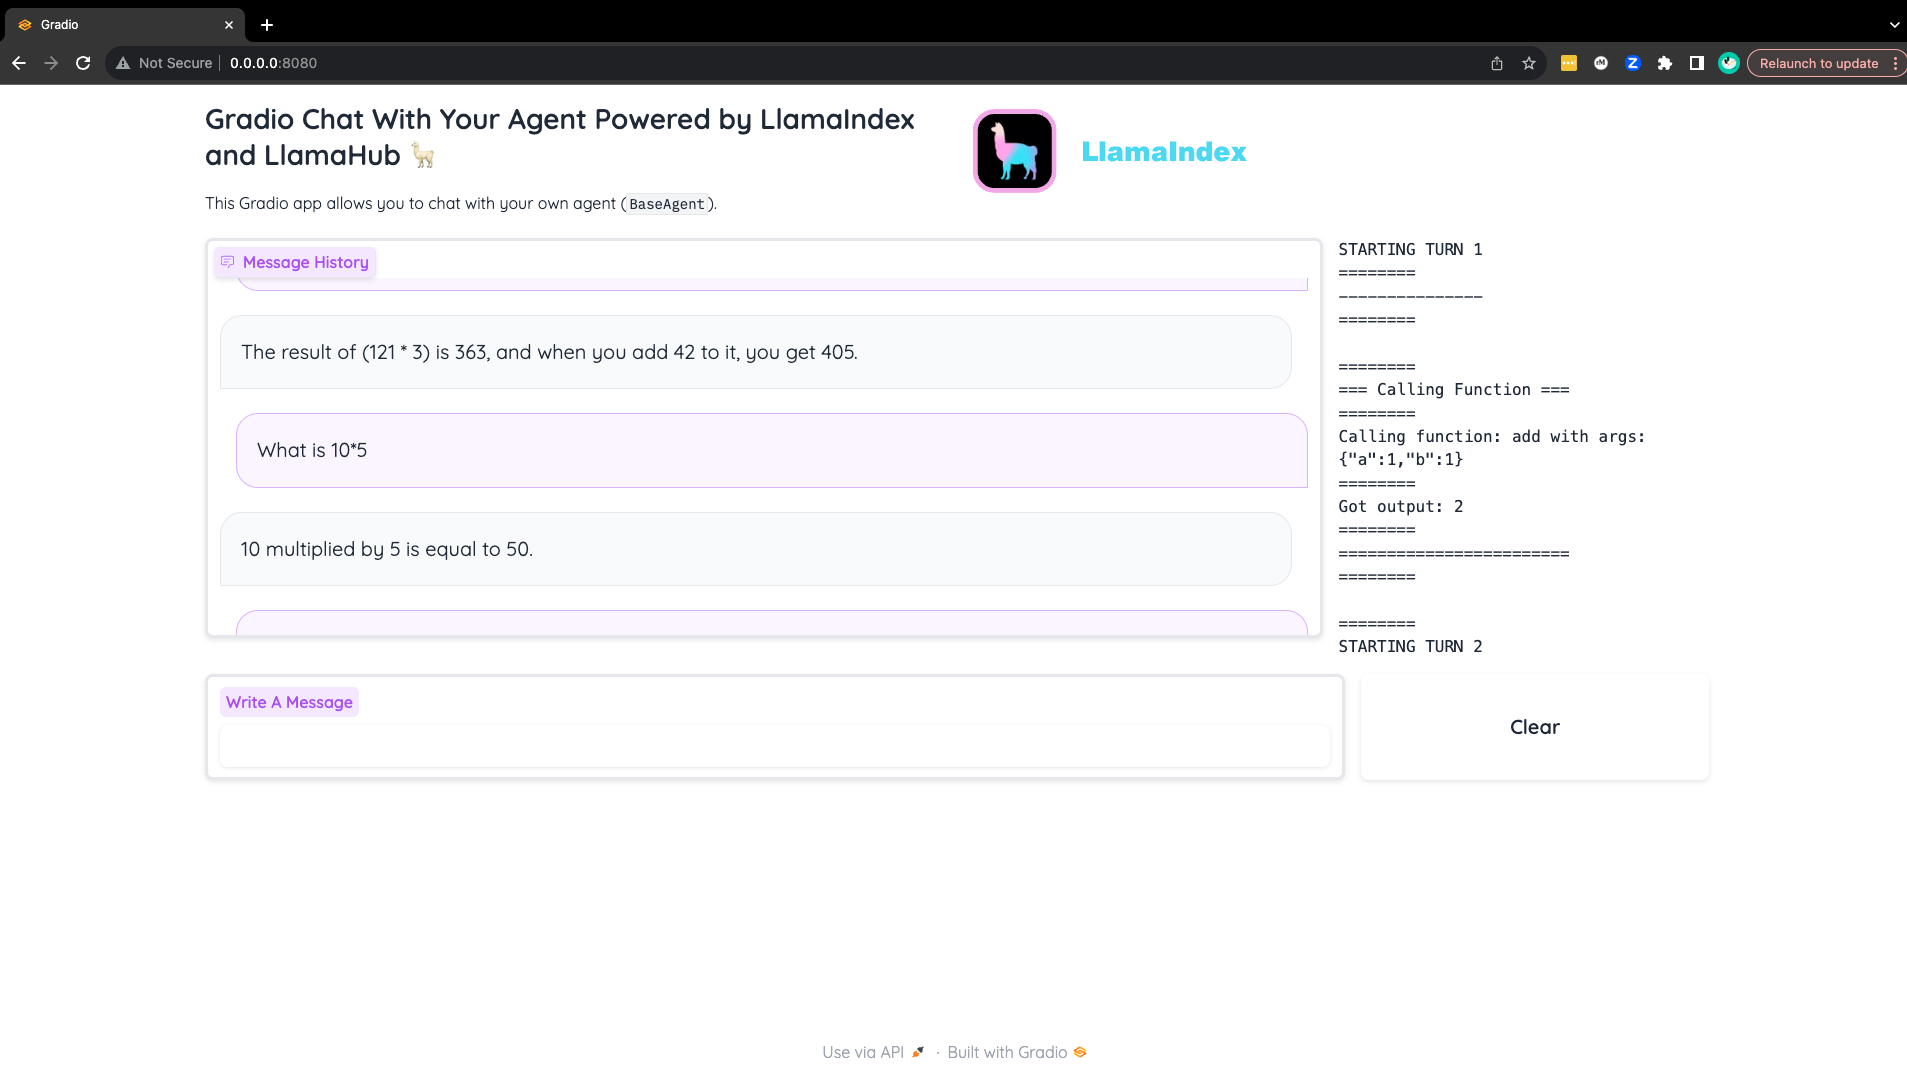 Gradio
Not Secure
0.0.0.0:8080
Relaunch to update
Gradio Chat With Your Agent Powered by LlamaIndex
and LlamaHub 🦙
LlamaIndex
This Gradio app allows you to chat with your own agent (BaseAgent).
Message History
The result of (121 * 3) is 363, and when you add 42 to it, you get 405.
What is 10*5
10 multiplied by 5 is equal to 50.
STARTING TURN 1
========
---------------
========
========
=== Calling Function ===
========
Calling function: add with args:
{"a":1,"b":1}
========
Got output: 2
========
========================
========
========
STARTING TURN 2
Write A Message
Clear
Use via API 🚀 · Built with Gradio